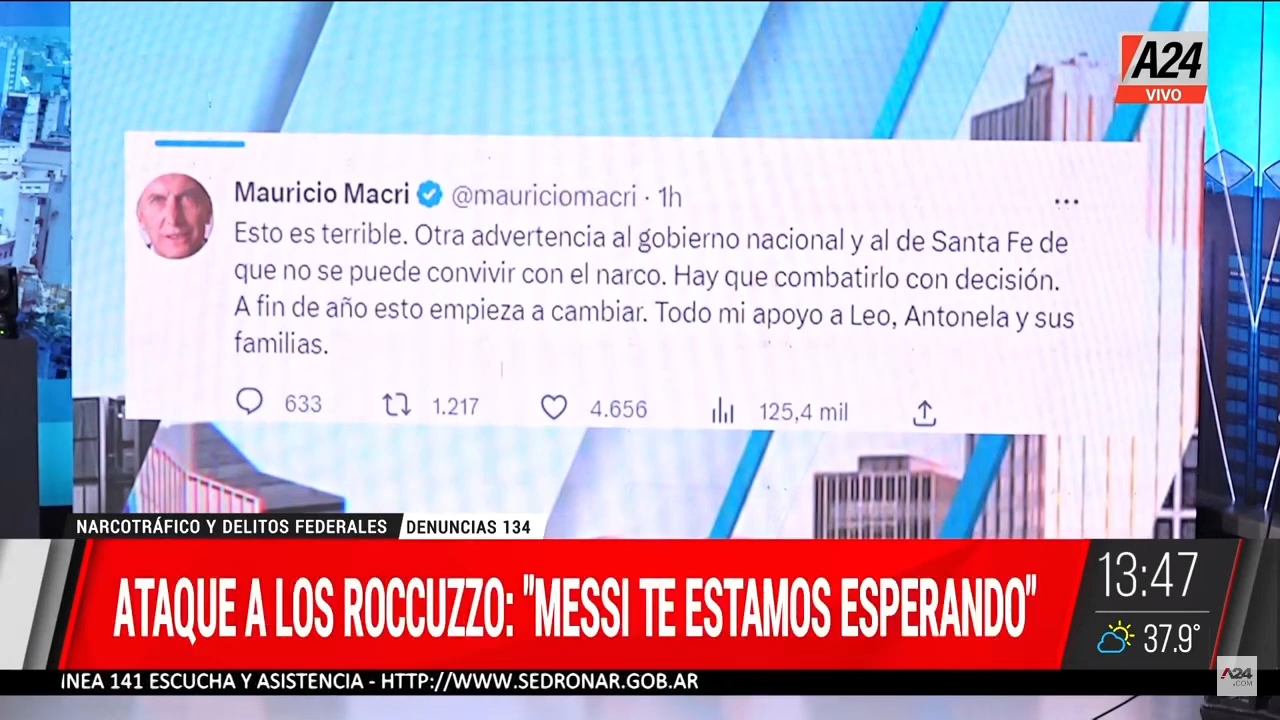 A24
VIVO
Mauricio Macri @mauriciomacri · 1h
Esto es terrible. Otra advertencia al gobierno nacional y al de Santa Fe de
que no se puede convivir con el narco. Hay que combatirlo con decisión.
A fin de año esto empieza a cambiar. Todo mi apoyo a Leo, Antonela y sus
familias.
633 1.217 4.656 125,4 mil
NARCOTRÁFICO Y DELITOS FEDERALES DENUNCIAS 134
ATAQUE A LOS ROCCUZZO: "MESSI TE ESTAMOS ESPERANDO"
13:47
37.9°
ÍNEA 141 ESCUCHA Y ASISTENCIA - HTTP://WWW.SEDRONAR.GOB.AR
A24
.COM